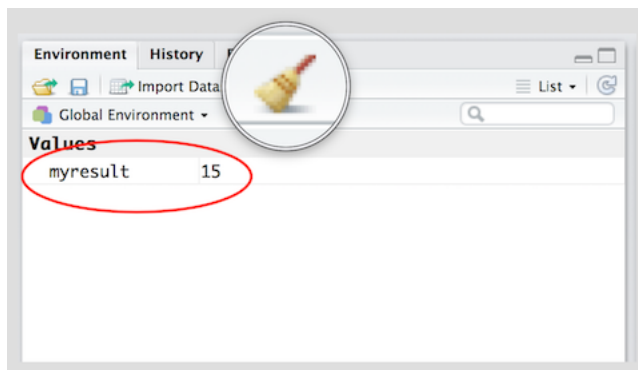 Environment History
Import Data
List
Global Environment
Values
myresult 15